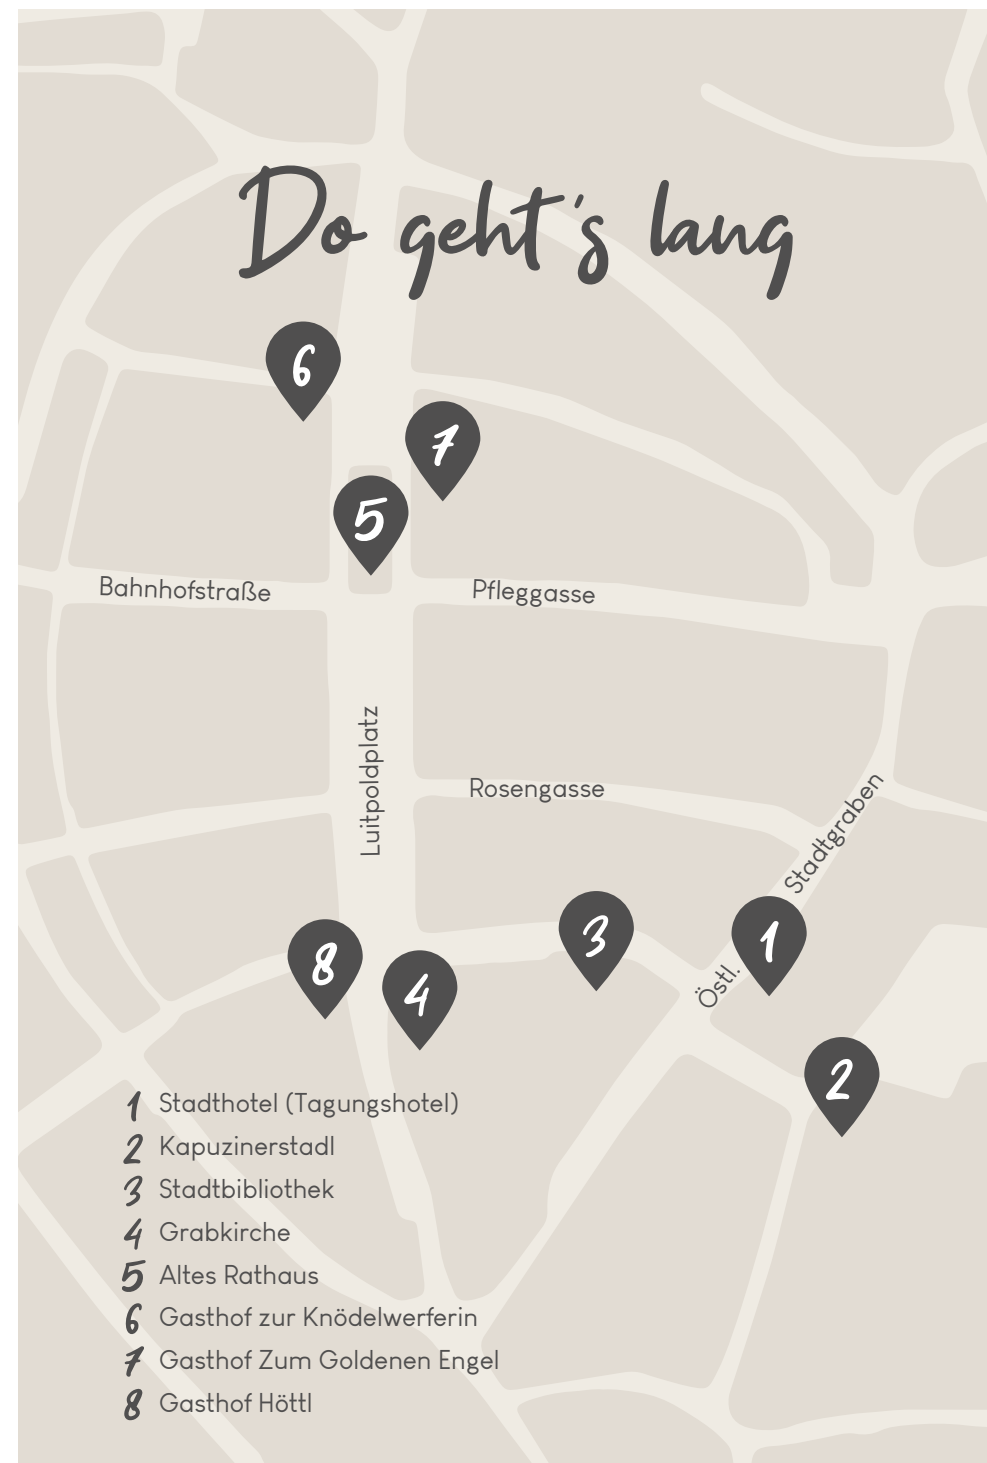 Do geht's lang
6
7
5
Bahnhofstraße
Pfleggasse
Luitpoldplatz
Rosengasse
Östl. Stadtgraben
3
1
8
4
2
1 Stadthotel (Tagungshotel)
2 Kapuzinerstadl
3 Stadtbibliothek
4 Grabkirche
5 Altes Rathaus
6 Gasthof zur Knödelwerferin
7 Gasthof Zum Goldenen Engel
8 Gasthof Höttl